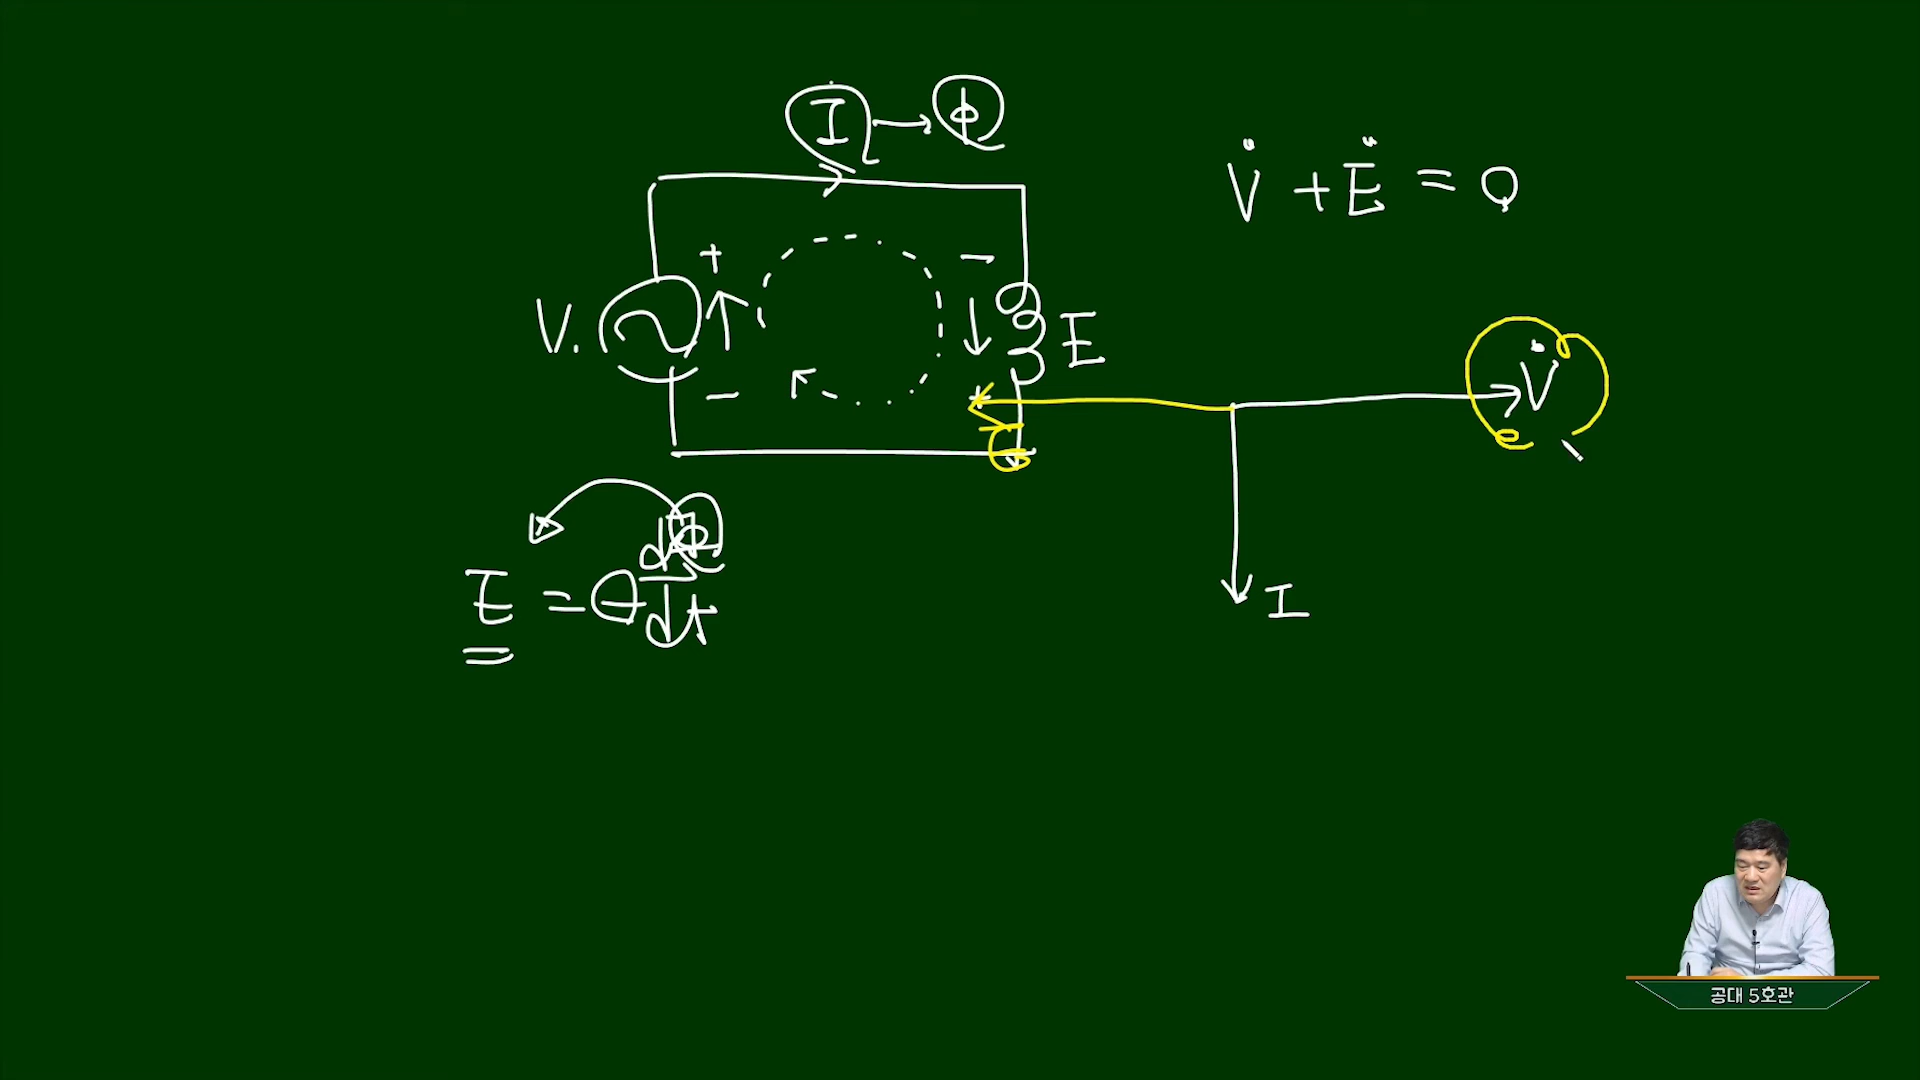 I → ϕ
V̇ + Ė = 0
+ −
V. E
− +
V̇
E = − dϕ/dt
I
공대 5호관